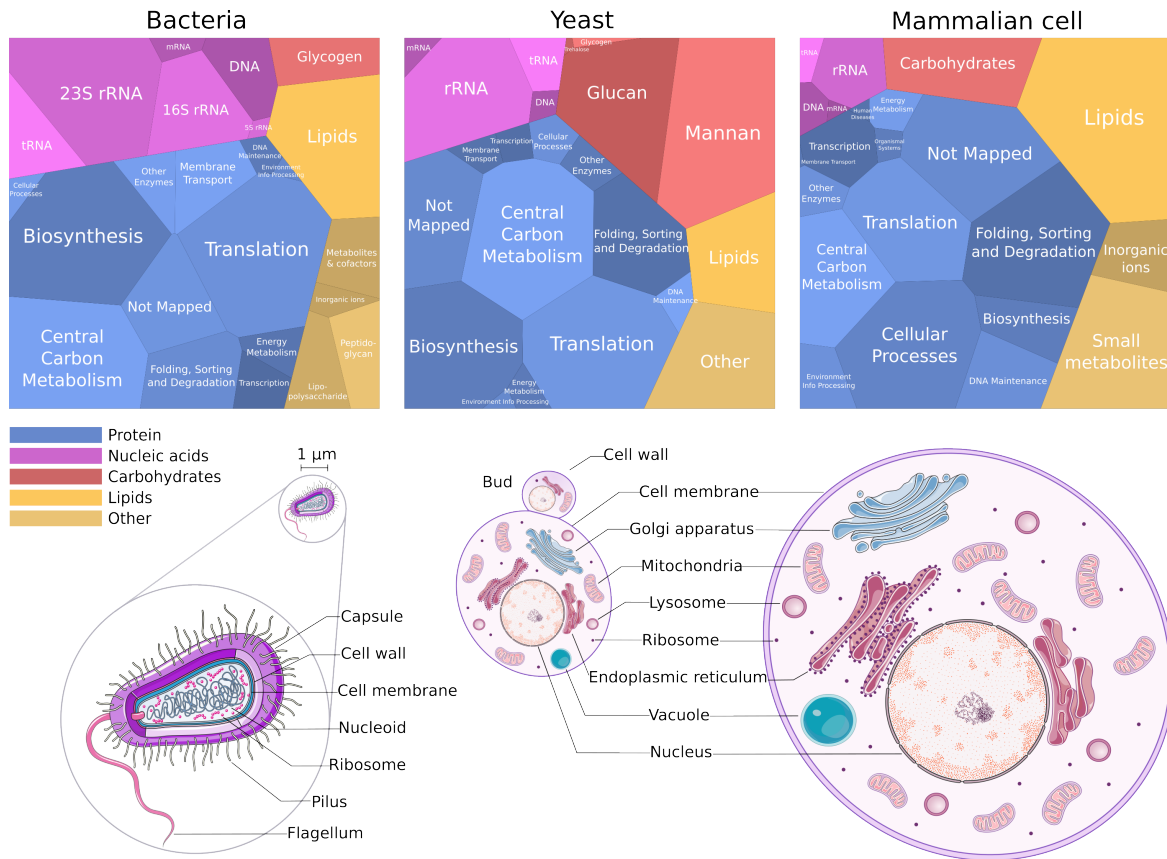 Bacteria
Yeast
Mammalian cell
mRNA
DNA
Glycogen
23S rRNA
16S rRNA
5S rRNA
tRNA
Lipids
Cellular
Processes
Other
Enzymes
Membrane
Transport
DNA
Maintenance
Environment
Info Processing
Biosynthesis
Translation
Metabolites
& cofactors
Inorganic ions
Not Mapped
Central
Carbon
Metabolism
Folding, Sorting
and Degradation
Energy
Metabolism
Transcription
Peptido-
glycan
Lipo-
polysaccharide
mRNA
rRNA
tRNA
DNA
Glycogen
Trehalose
Glucan
Mannan
Transcription
Membrane
Transport
Cellular
Processes
Other
Enzymes
Not
Mapped
Central
Carbon
Metabolism
Folding, Sorting
and Degradation
Lipids
DNA
Maintenance
Biosynthesis
Translation
Other
Energy
Metabolism
Environment Info Processing
tRNA
rRNA
Carbohydrates
DNA
mRNA
Human
Diseases
Energy
Metabolism
Lipids
Transcription
Organismal
Systems
Membrane Transport
Not Mapped
Other
Enzymes
Translation
Folding, Sorting
and Degradation
Inorganic
ions
Central
Carbon
Metabolism
Biosynthesis
Cellular
Processes
Small
metabolites
Environment
Info Processing
DNA Maintenance
Protein
Nucleic acids
Carbohydrates
Lipids
Other
1 μm
Bud
Cell wall
Cell membrane
Golgi apparatus
Mitochondria
Lysosome
Ribosome
Endoplasmic reticulum
Vacuole
Nucleus
Capsule
Cell wall
Cell membrane
Nucleoid
Ribosome
Pilus
Flagellum